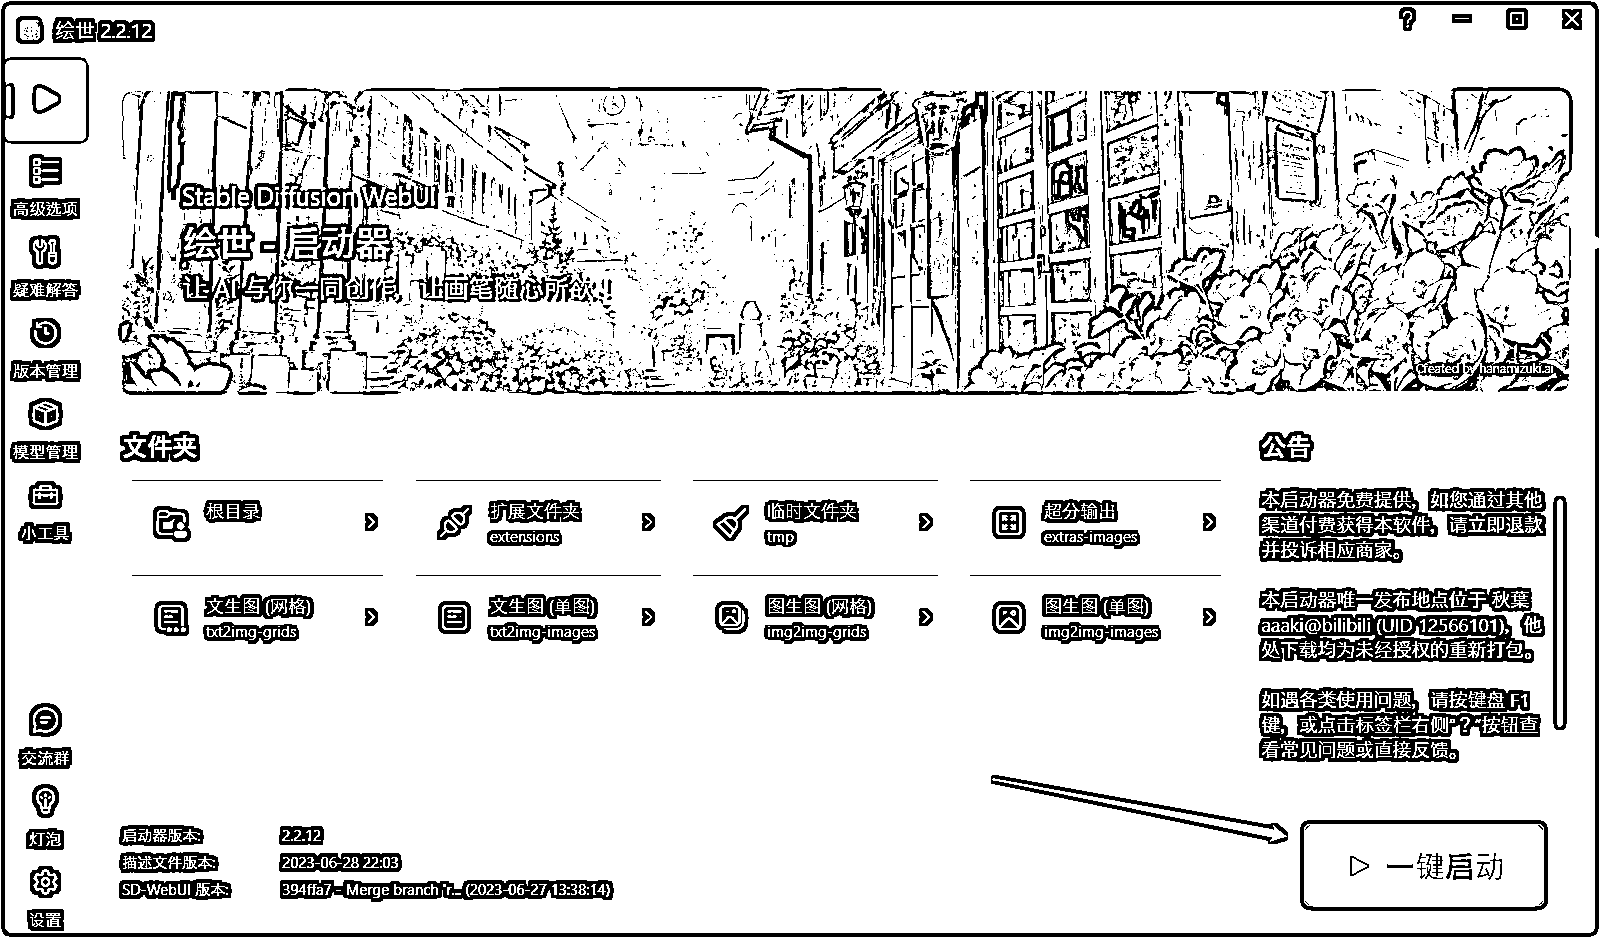 绘世 2.2.12
高级选项
疑难解答
版本管理
模型管理
小工具
交流群
灯泡
设置
Stable Diffusion WebUI
绘世 - 启动器
让 AI 与你一同创作，让画笔随心所欲！
Created by hanamizuki.ai
文件夹
根目录
扩展文件夹
extensions
临时文件夹
tmp
超分输出
extras-images
文生图 (网格)
txt2img-grids
文生图 (单图)
txt2img-images
图生图 (网格)
img2img-grids
图生图 (单图)
img2img-images
公告
本启动器免费提供，如您通过其他
渠道付费获得本软件，请立即退款
并投诉相应商家。
本启动器唯一发布地点位于 秋葉
aaaki@bilibili (UID 12566101)，他
处下载均为未经授权的重新打包。
如遇各类使用问题，请按键盘 F1
键，或点击标签栏右侧“？”按钮查
看常见问题或直接反馈。
启动器版本: 2.2.12
描述文件版本: 2023-06-28 22:03
SD-WebUI 版本: 394ffa7 - Merge branch 'r... (2023-06-27 13:38:14)
一键启动